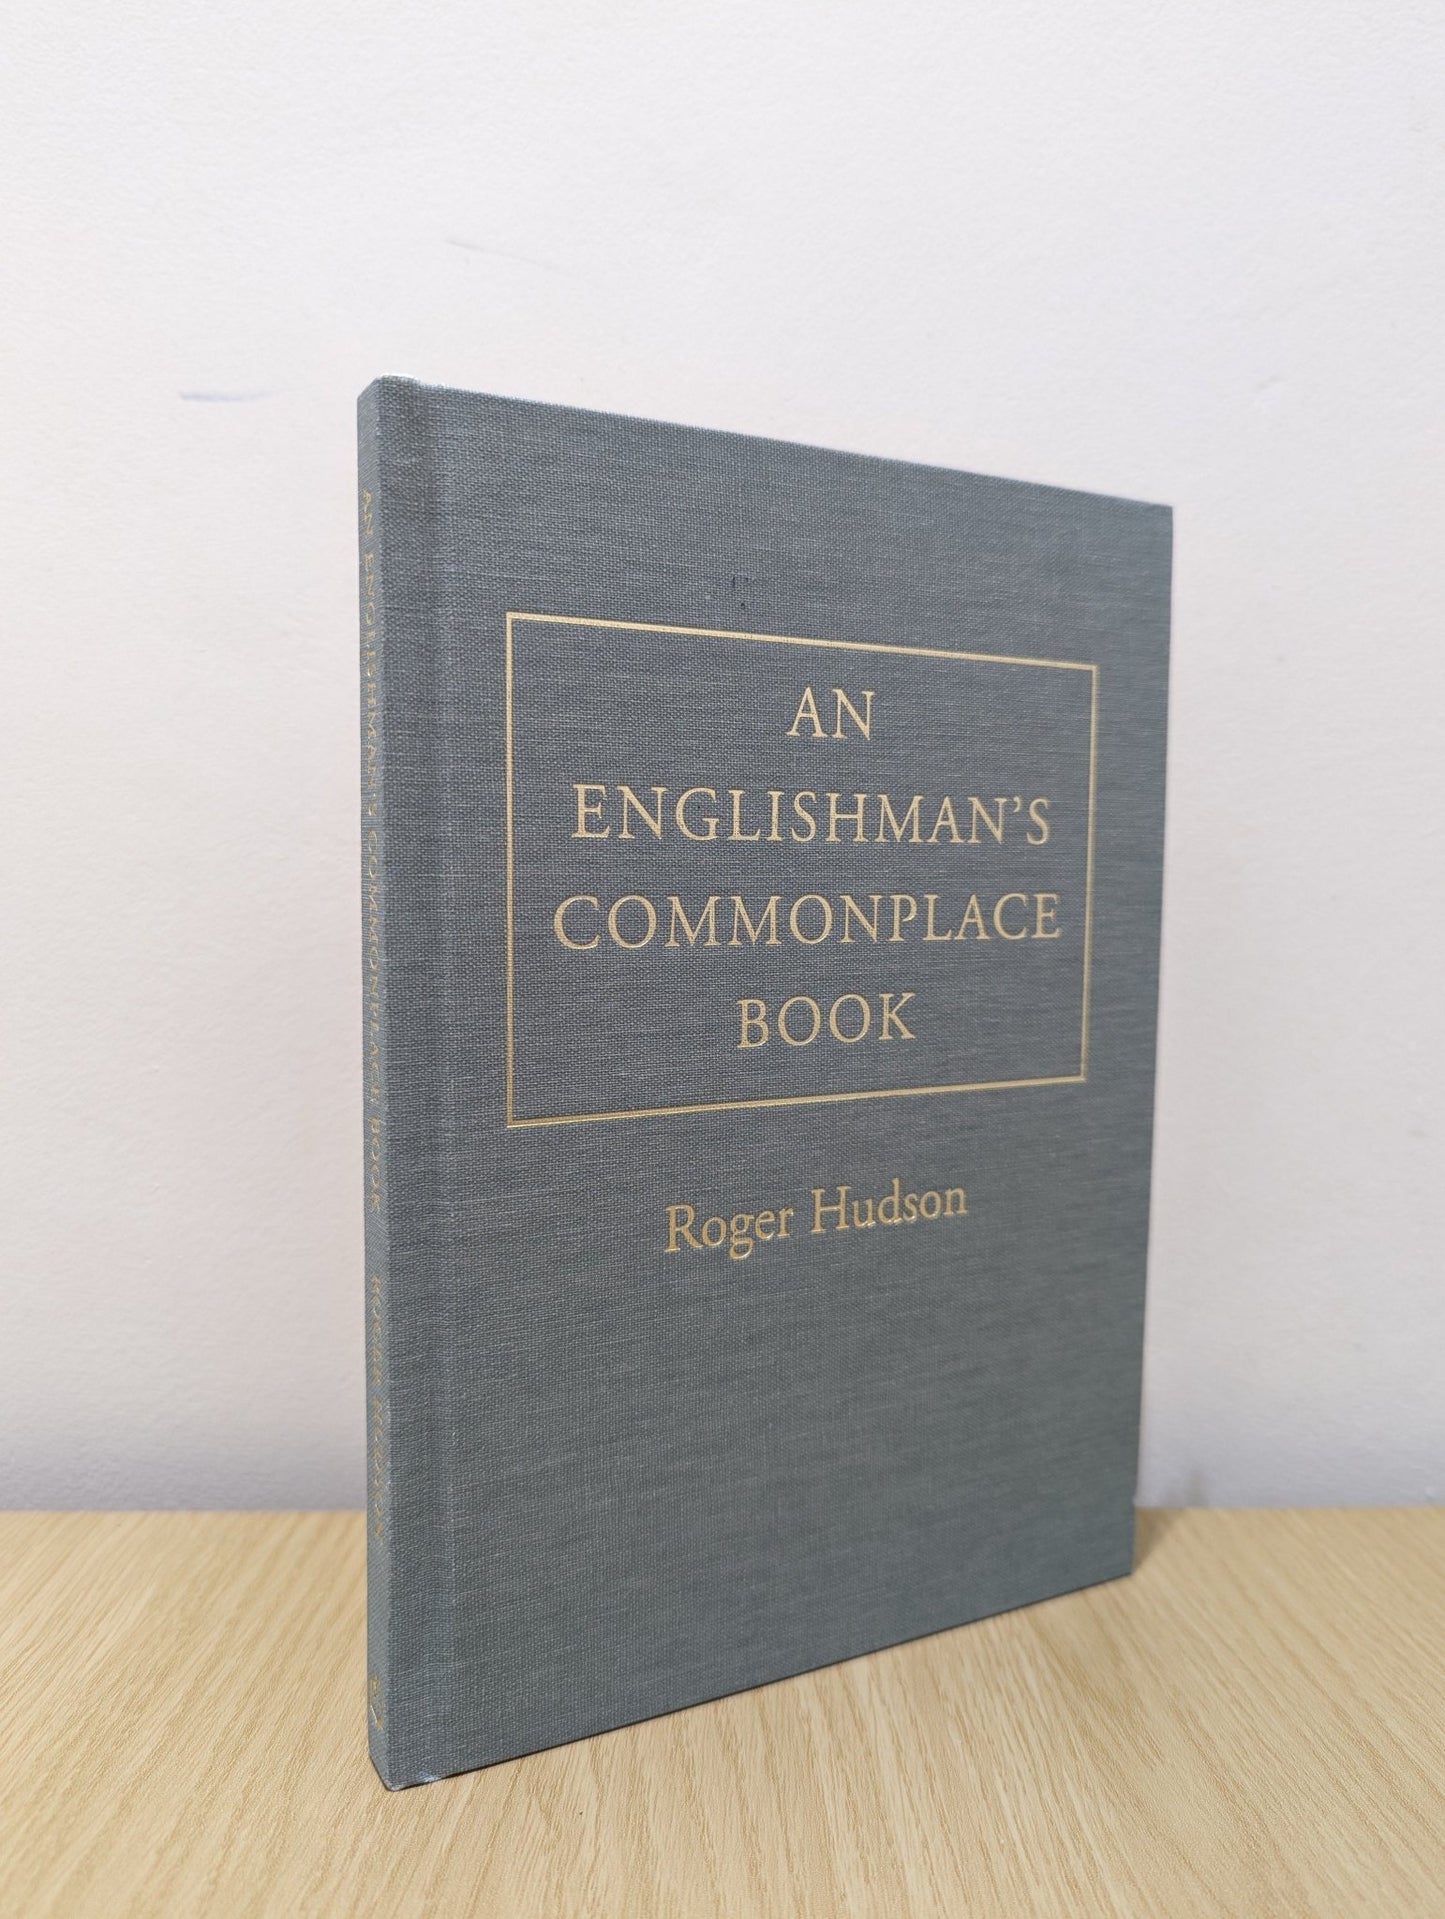 AN
ENGLISHMAN'S
COMMONPLACE
BOOK
Roger Hudson
AN ENGLISHMAN'S COMMONPLACE BOOK ROGER HUDSON